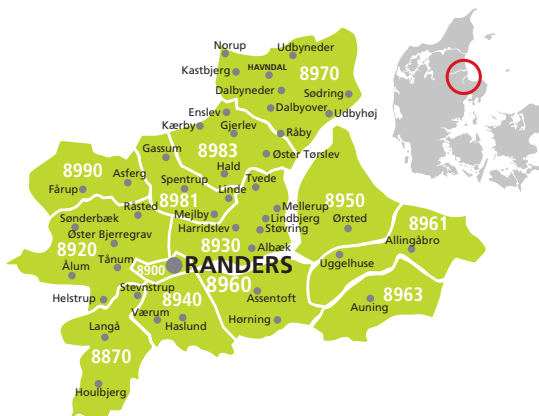 Norup
Udbyneder
HAVNDAL
8970
Kastbjerg
Dalbyneder
Sødring
Enslev
Dalbyover
Udbyhøj
Kærby
Gjerlev
Råby
Gassum
8983
Øster Tørslev
8990
Asferg
Hald
Tvede
Fårup
Spentrup
8981
Linde
8950
Mellerup
Råsted
Mejlby
Lindbjerg
Ørsted
8961
Sønderbæk
Harridslev
Støvring
Øster Bjerregrav
8930
Albæk
Allingåbro
8920
Tånum
8900
RANDERS
Uggelhuse
Ålum
8960
Stevnstrup
8940
Assentoft
8963
Helstrup
Værum
Haslund
Hørning
Auning
Langå
8870
Houlbjerg